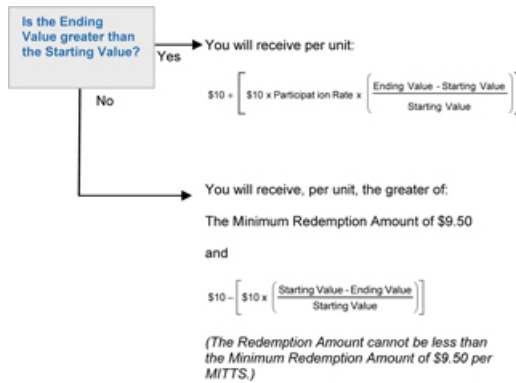 Is the Ending
Value greater than
the Starting Value?
Yes
You will receive per unit:
$10 + [ $10 x Participat ion Rate x ( Ending Value - Starting Value
Starting Value ) ]
No
You will receive, per unit, the greater of:
The Minimum Redemption Amount of $9.50
and
$10 – [ $10 x ( Starting Value - Ending Value
Starting Value ) ]
(The Redemption Amount cannot be less than
the Minimum Redemption Amount of $9.50 per
MITTS.)